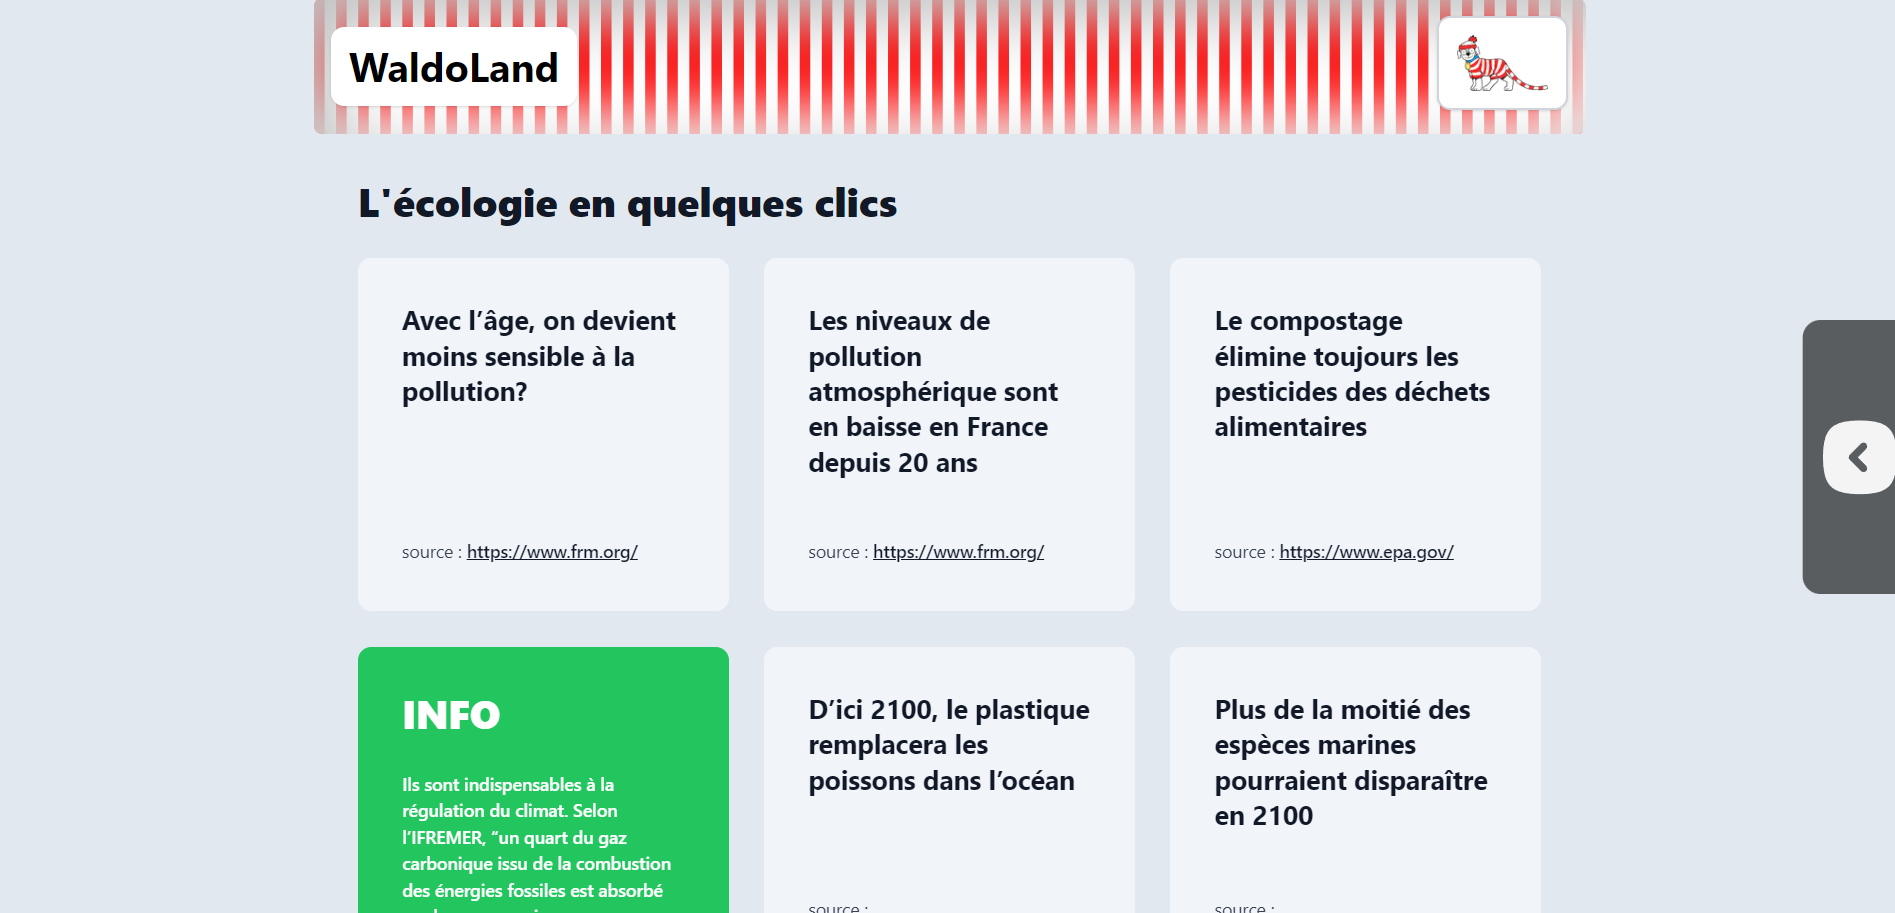 WaldoLand
L'écologie en quelques clics
Avec l’âge, on devient
moins sensible à la
pollution?
source : https://www.frm.org/
Les niveaux de
pollution
atmosphérique sont
en baisse en France
depuis 20 ans
source : https://www.frm.org/
Le compostage
élimine toujours les
pesticides des déchets
alimentaires
source : https://www.epa.gov/
INFO
Ils sont indispensables à la
régulation du climat. Selon
l’IFREMER, “un quart du gaz
carbonique issu de la combustion
des énergies fossiles est absorbé
D’ici 2100, le plastique
remplacera les
poissons dans l’océan
source :
Plus de la moitié des
espèces marines
pourraient disparaître
en 2100
source :